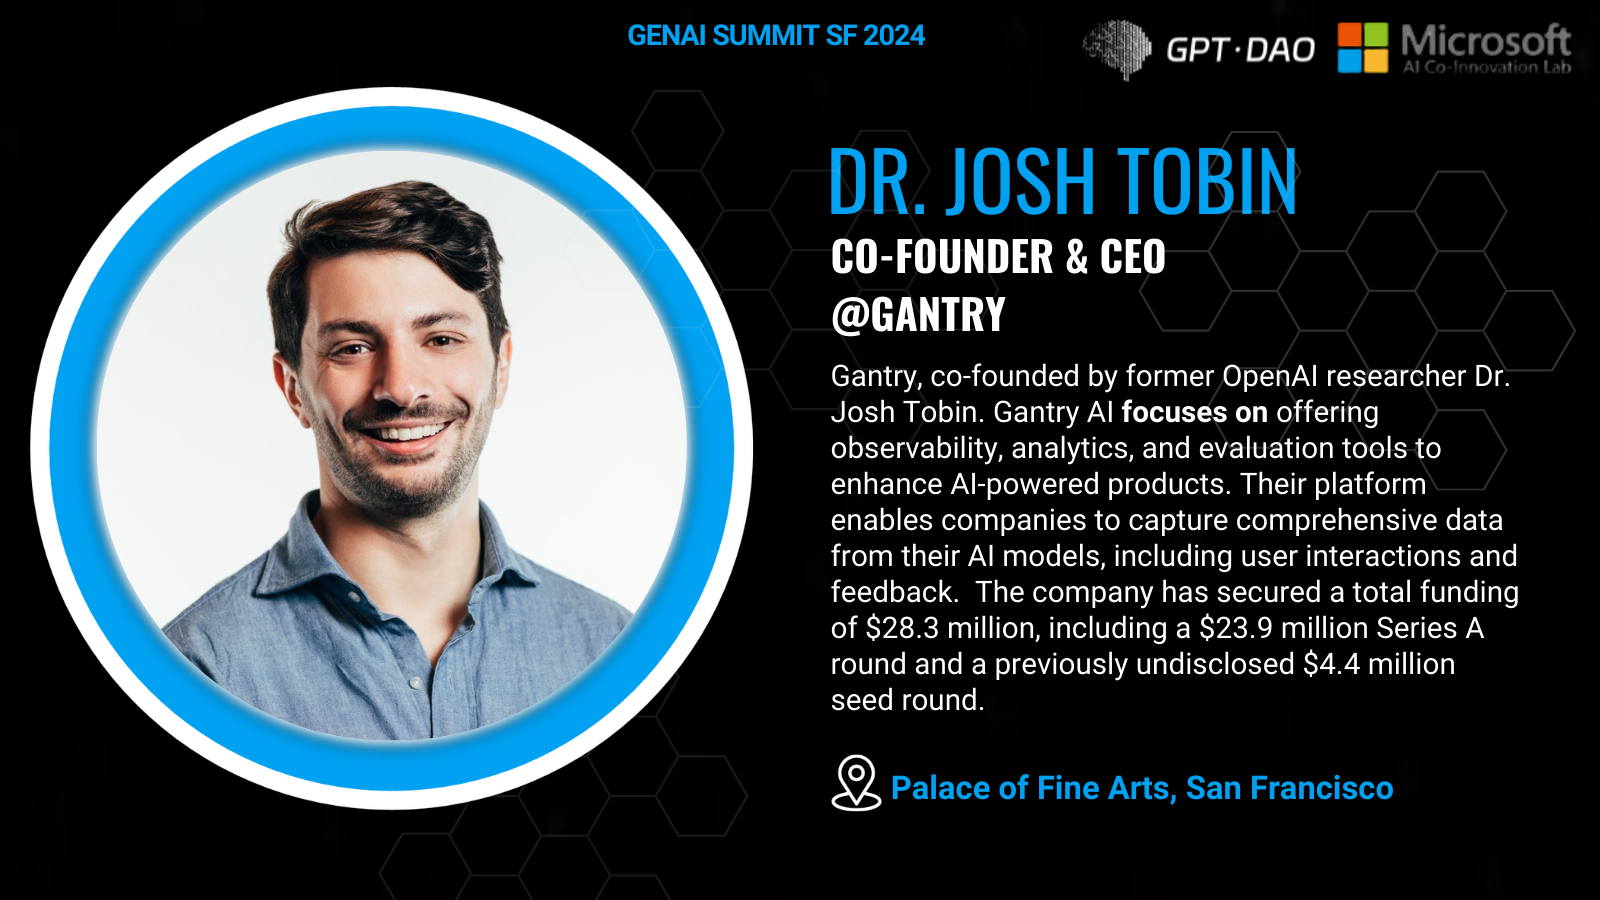 GENAI SUMMIT SF 2024
GPT·DAO
Microsoft
AI Co-Innovation Lab
DR. JOSH TOBIN
CO-FOUNDER & CEO
@GANTRY
Gantry, co-founded by former OpenAI researcher Dr.
Josh Tobin. Gantry AI focuses on offering
observability, analytics, and evaluation tools to
enhance AI-powered products. Their platform
enables companies to capture comprehensive data
from their AI models, including user interactions and
feedback.  The company has secured a total funding
of $28.3 million, including a $23.9 million Series A
round and a previously undisclosed $4.4 million
seed round.
Palace of Fine Arts, San Francisco